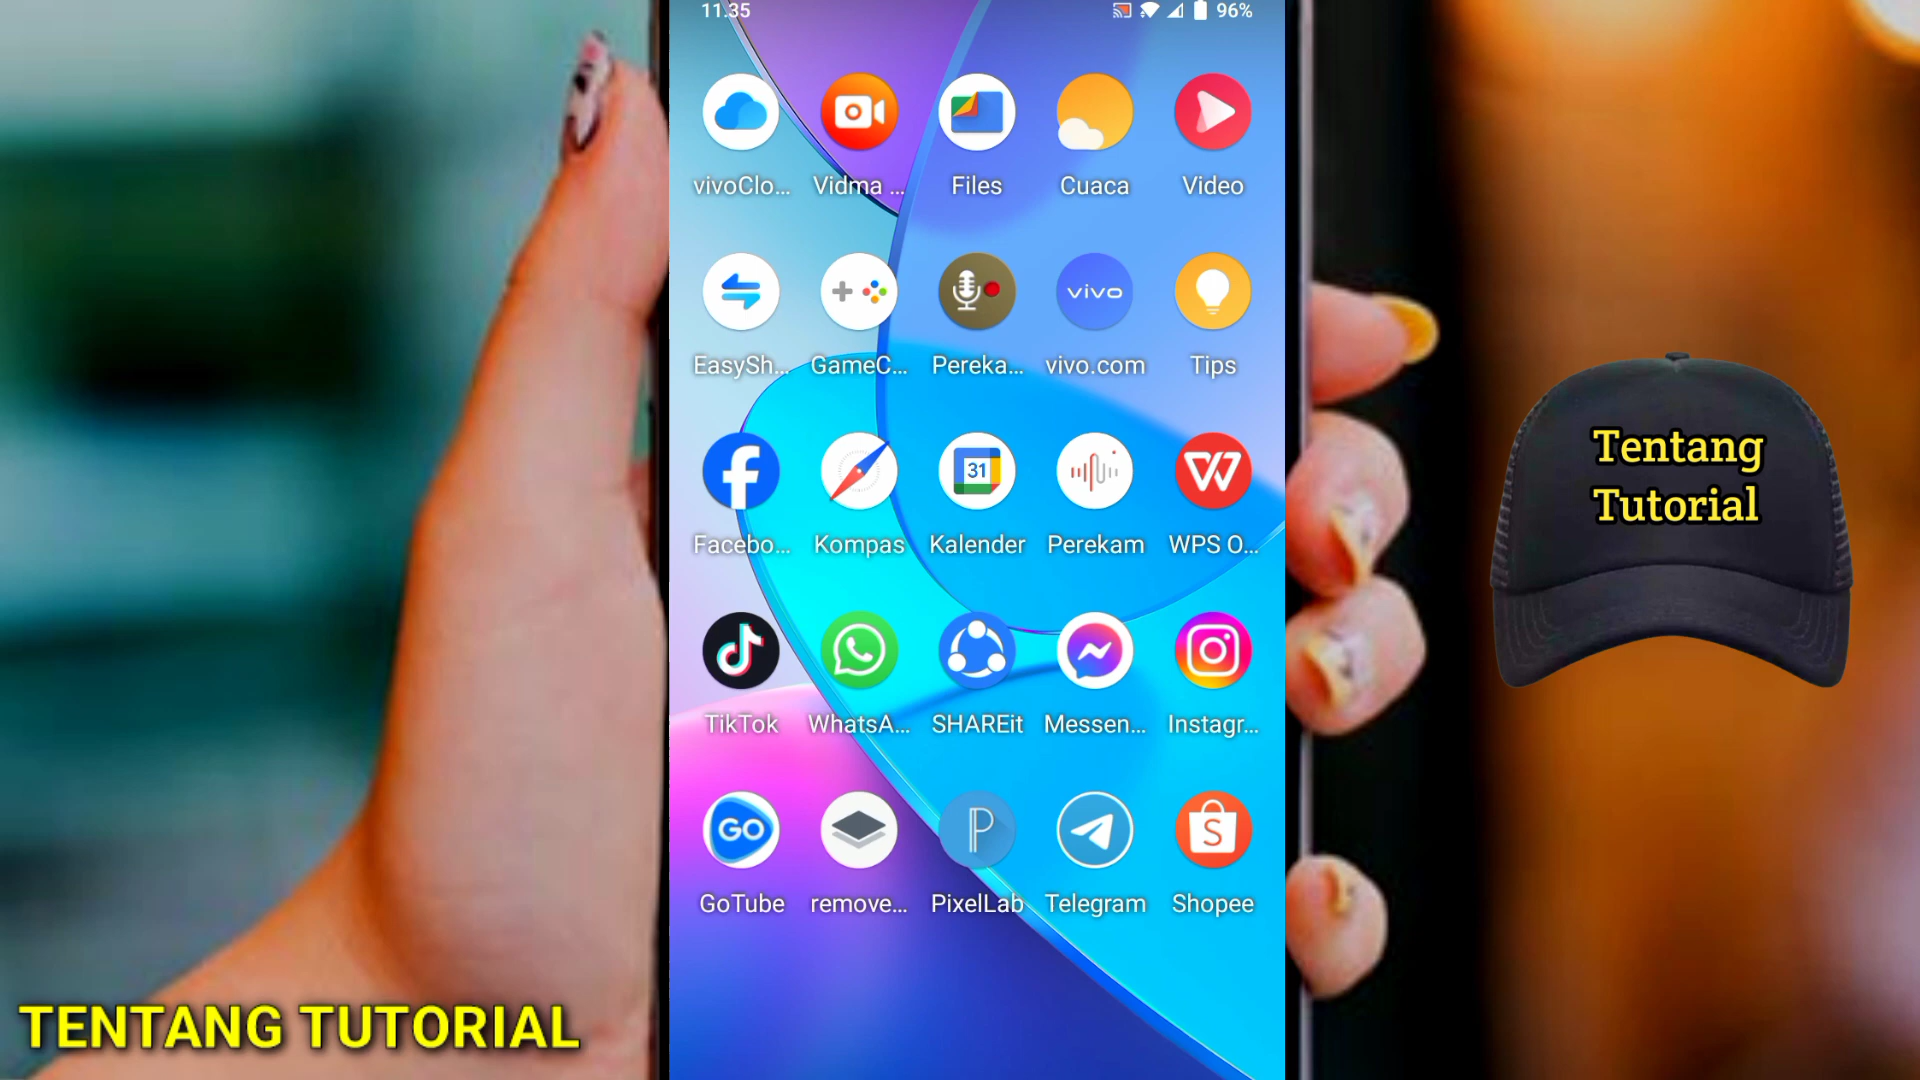 11.35
96%
vivoClo...
Vidma ...
Files
Cuaca
Video
vivo
EasySh...
GameC...
Pereka...
vivo.com
Tips
31
Facebo...
Kompas
Kalender
Perekam
WPS O...
TikTok
WhatsA...
SHAREit
Messen...
Instagr...
GO
P
S
GoTube
remove...
PixelLab
Telegram
Shopee
Tentang
Tutorial
TENTANG TUTORIAL